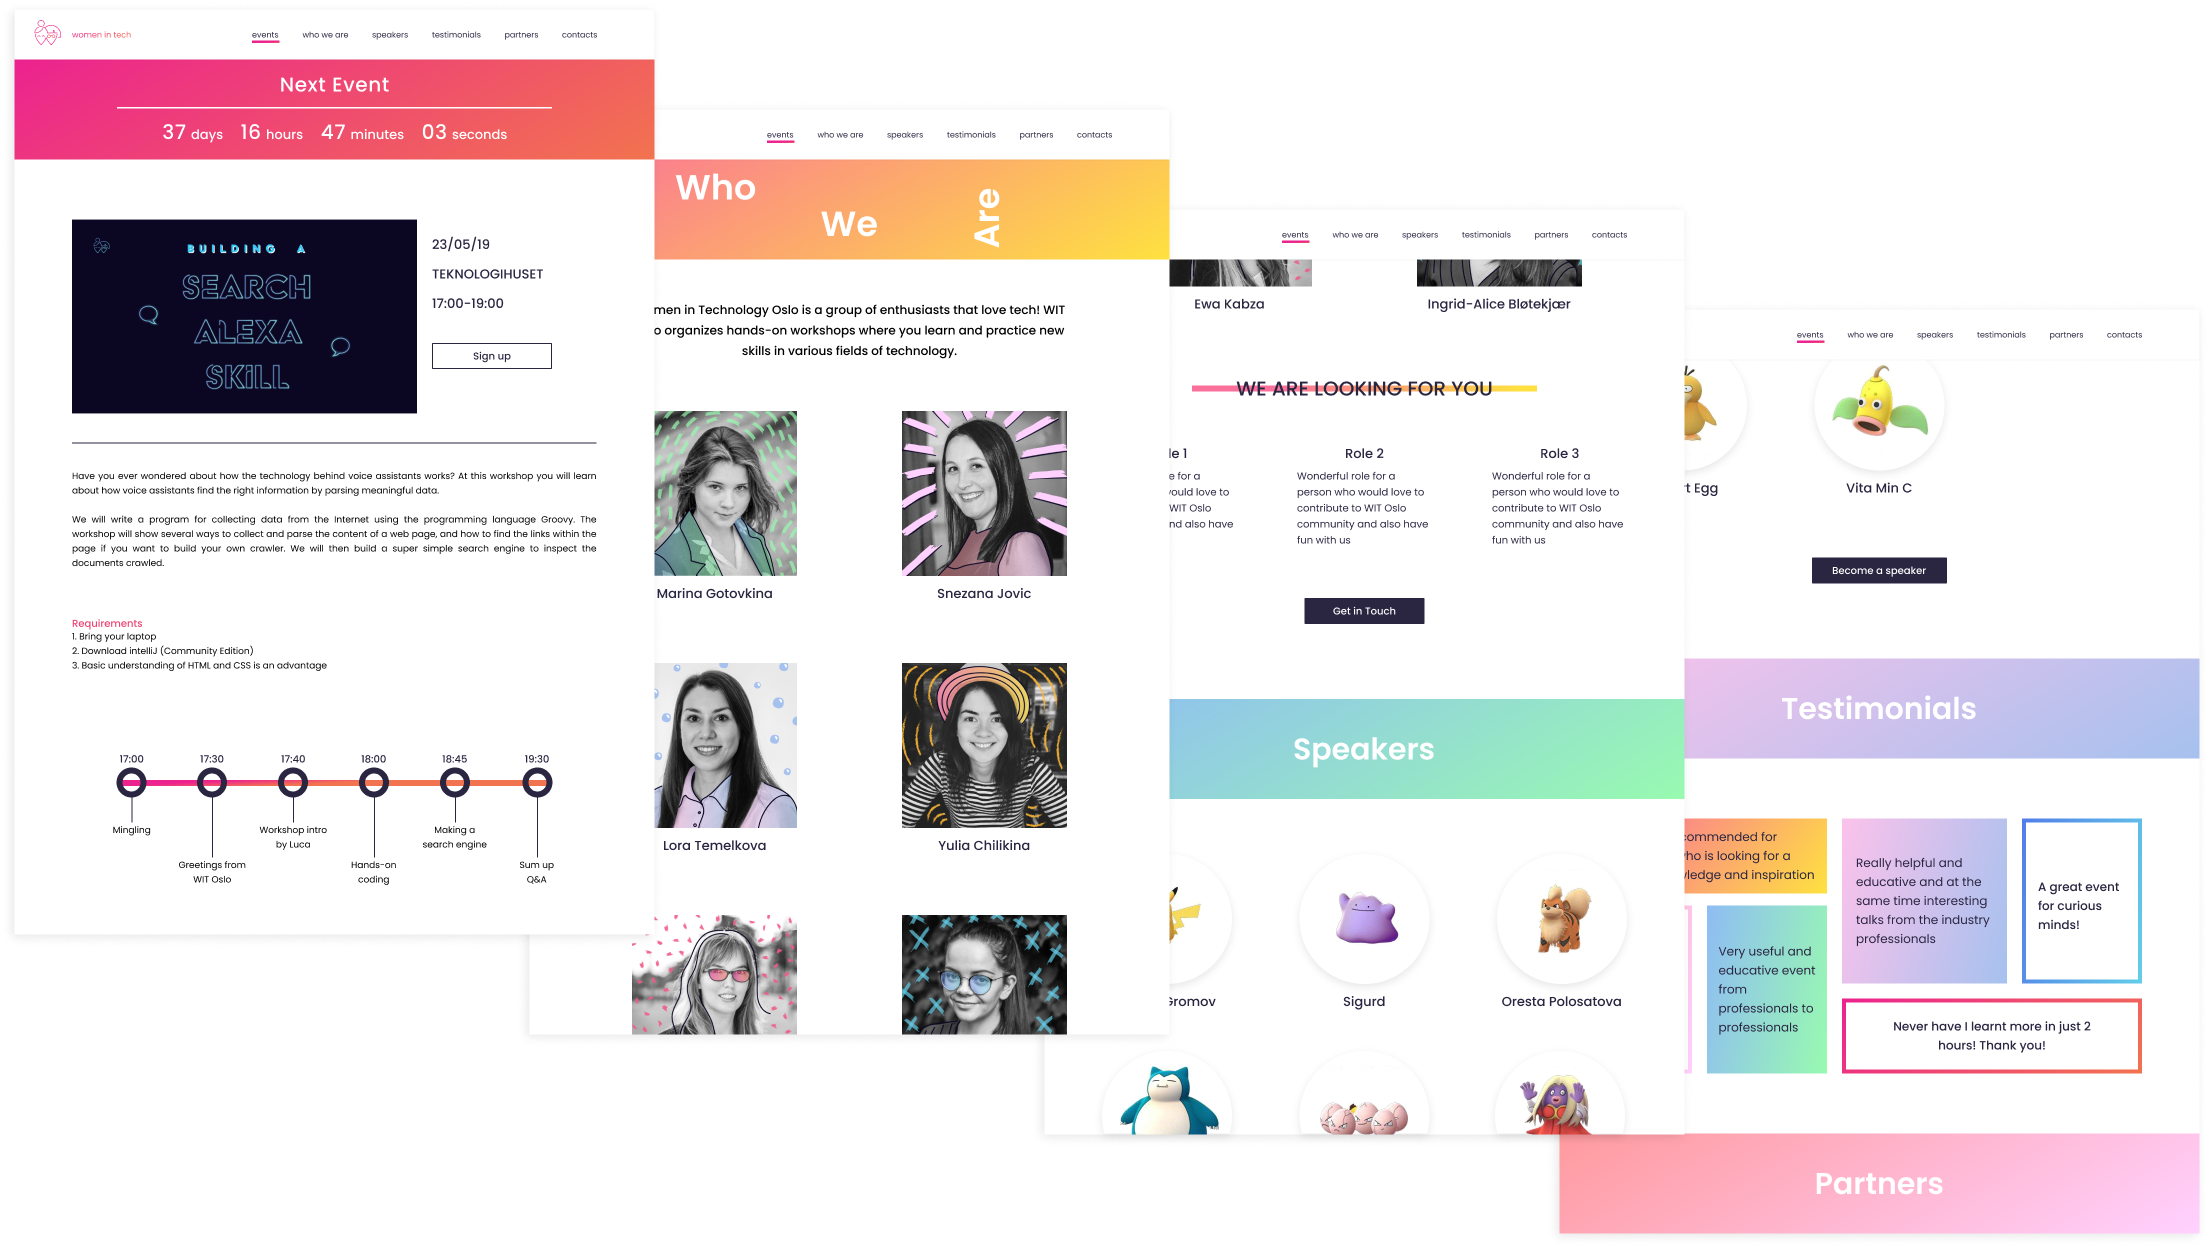 women in tech
events who we are speakers testimonials partners contacts
Next Event
37 days 16 hours 47 minutes 03 seconds
BUILDING A
SEARCH
ALEXA
SKiLL
23/05/19
TEKNOLOGIHUSET
17:00-19:00
Sign up
Have you ever wondered about how the technology behind voice assistants works? At this workshop you will learn
about how voice assistants find the right information by parsing meaningful data.
We will write a program for collecting data from the Internet using the programming language Groovy. The
workshop will show several ways to collect and parse the content of a web page, and how to find the links within the
page if you want to build your own crawler. We will then build a super simple search engine to inspect the
documents crawled.
Requirements
1. Bring your laptop
2. Download intelliJ (Community Edition)
3. Basic understanding of HTML and CSS is an advantage
17:00 17:30 17:40 18:00 18:45 19:30
Mingling
Greetings from
WIT Oslo
Workshop intro
by Luca
Hands-on
coding
Making a
search engine
Sum up
Q&A
events who we are speakers testimonials partners contacts
Who
We
Are
men in Technology Oslo is a group of enthusiasts that love tech! WIT
o organizes hands-on workshops where you learn and practice new
skills in various fields of technology.
Marina Gotovkina
Snezana Jovic
Lora Temelkova
Yulia Chilikina
events who we are speakers testimonials partners contacts
Ewa Kabza
Ingrid-Alice Bløtekjær
WE ARE LOOKING FOR YOU
le 1
e for a
would love to
WIT Oslo
nd also have
Role 2
Wonderful role for a
person who would love to
contribute to WIT Oslo
community and also have
fun with us
Role 3
Wonderful role for a
person who would love to
contribute to WIT Oslo
community and also have
fun with us
Get in Touch
Speakers
Gromov
Sigurd
Oresta Polosatova
events who we are speakers testimonials partners contacts
t Egg
Vita Min C
Become a speaker
Testimonials
commended for
who is looking for a
ledge and inspiration
Very useful and
educative event
from
professionals to
professionals
Really helpful and
educative and at the
same time interesting
talks from the industry
professionals
A great event
for curious
minds!
Never have I learnt more in just 2
hours! Thank you!
Partners